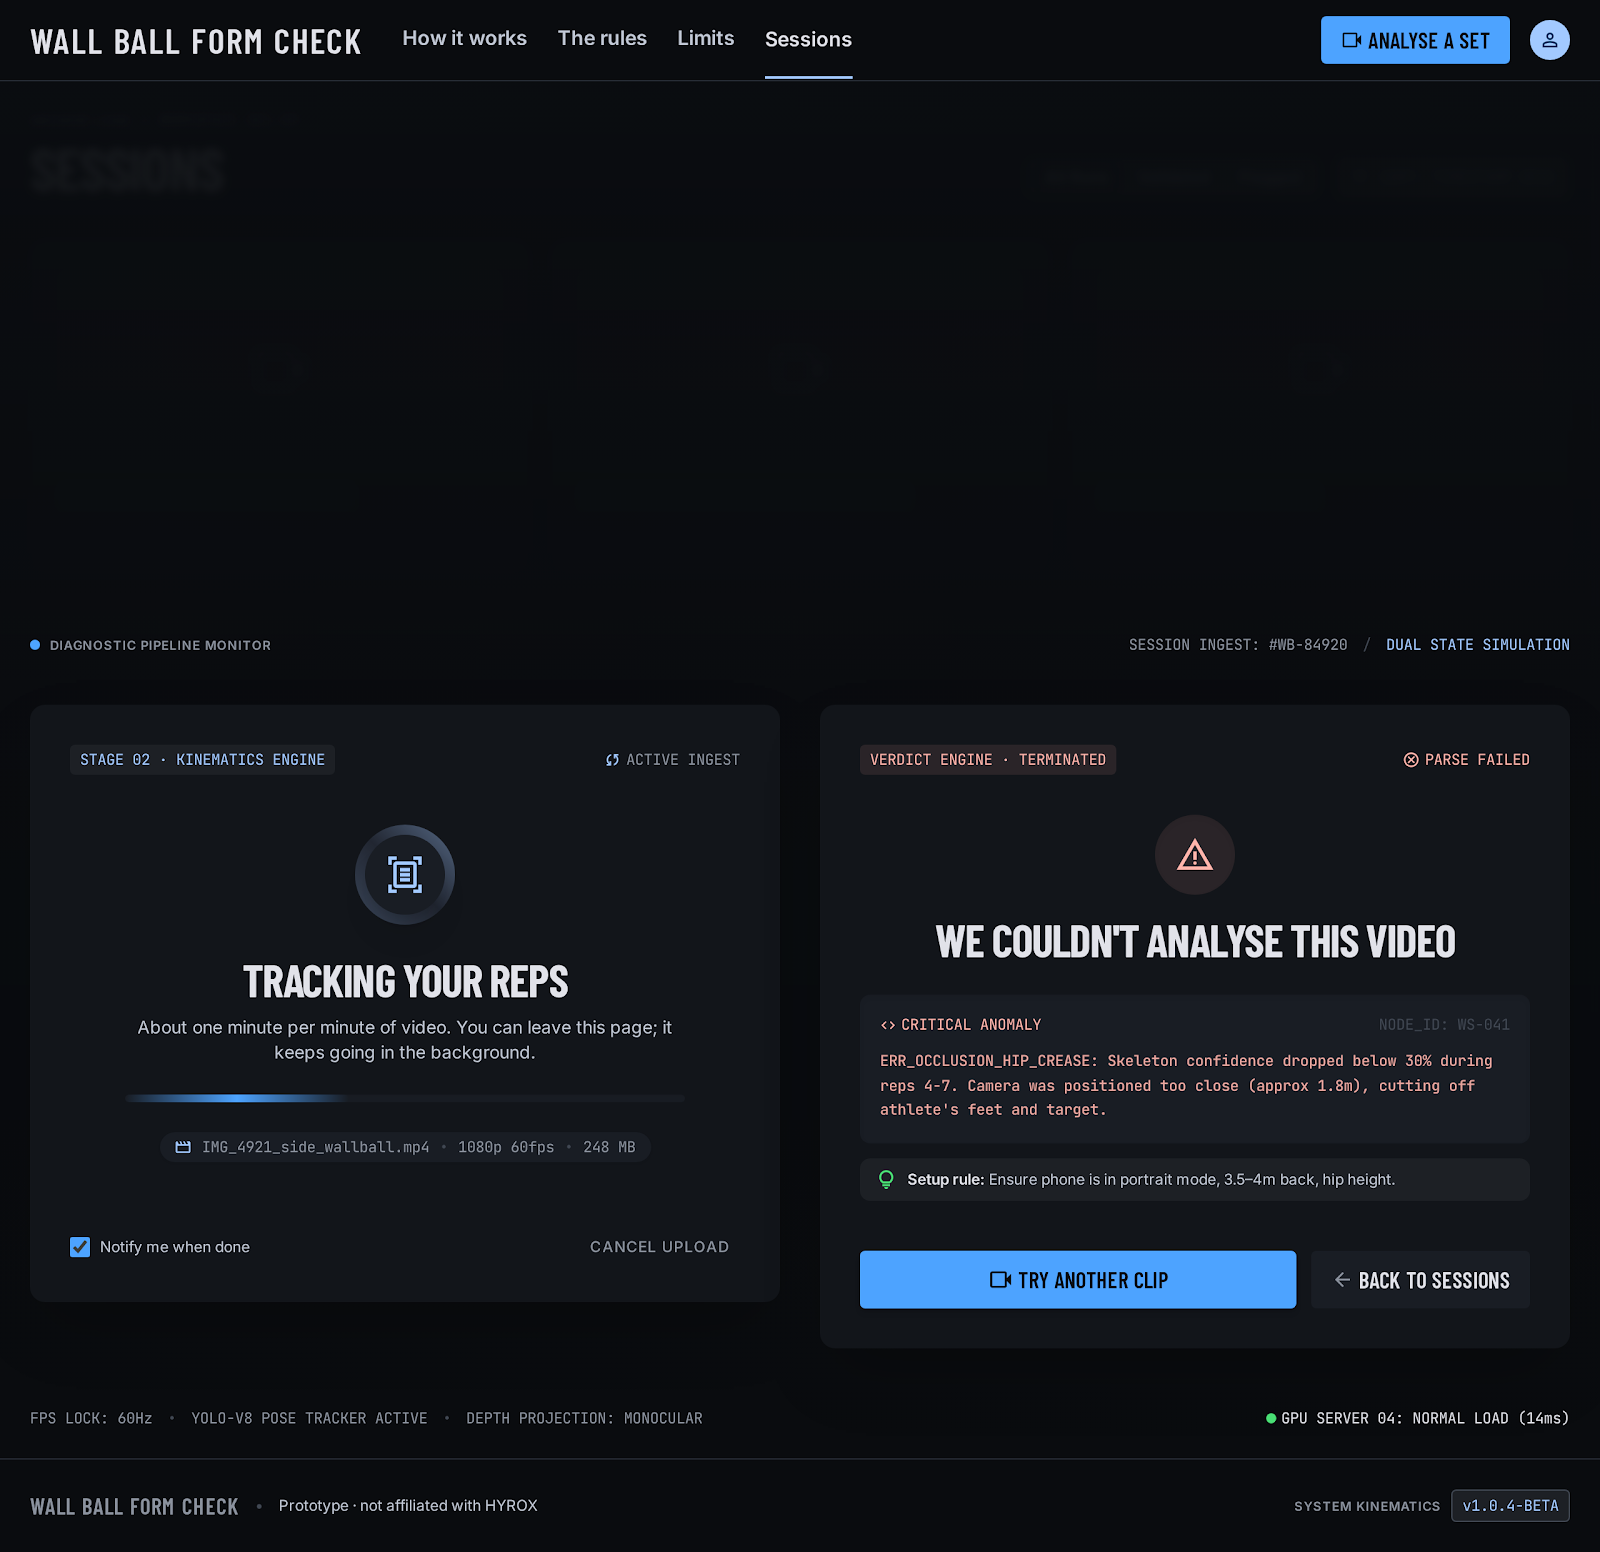 WALL BALL FORM CHECK
How it works
The rules
Limits
Sessions
ANALYSE A SET
SESSIONS
DIAGNOSTIC PIPELINE MONITOR
SESSION INGEST: #WB-84920 / DUAL STATE SIMULATION
STAGE 02 · KINEMATICS ENGINE
ACTIVE INGEST
TRACKING YOUR REPS
About one minute per minute of video. You can leave this page; it
keeps going in the background.
IMG_4921_side_wallball.mp4 • 1080p 60fps • 248 MB
Notify me when done
CANCEL UPLOAD
VERDICT ENGINE · TERMINATED
PARSE FAILED
WE COULDN'T ANALYSE THIS VIDEO
CRITICAL ANOMALY
NODE_ID: WS-041
ERR_OCCLUSION_HIP_CREASE: Skeleton confidence dropped below 30% during
reps 4-7. Camera was positioned too close (approx 1.8m), cutting off
athlete's feet and target.
Setup rule: Ensure phone is in portrait mode, 3.5–4m back, hip height.
TRY ANOTHER CLIP
BACK TO SESSIONS
FPS LOCK: 60Hz • YOLO-V8 POSE TRACKER ACTIVE • DEPTH PROJECTION: MONOCULAR
GPU SERVER 04: NORMAL LOAD (14ms)
WALL BALL FORM CHECK • Prototype · not affiliated with HYROX
SYSTEM KINEMATICS
v1.0.4-BETA